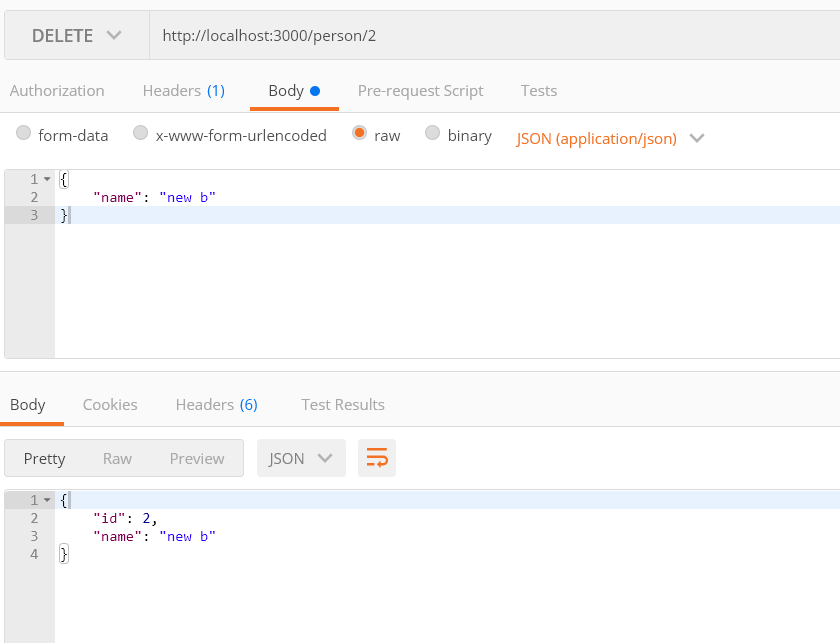 DELETE http://localhost:3000/person/2
Authorization Headers (1) Body Pre-request Script Tests
form-data x-www-form-urlencoded raw binary JSON (application/json)
1 {
2 "name": "new b"
3 }
Body Cookies Headers (6) Test Results
Pretty Raw Preview JSON
1 {
2 "id": 2,
3 "name": "new b"
4 }